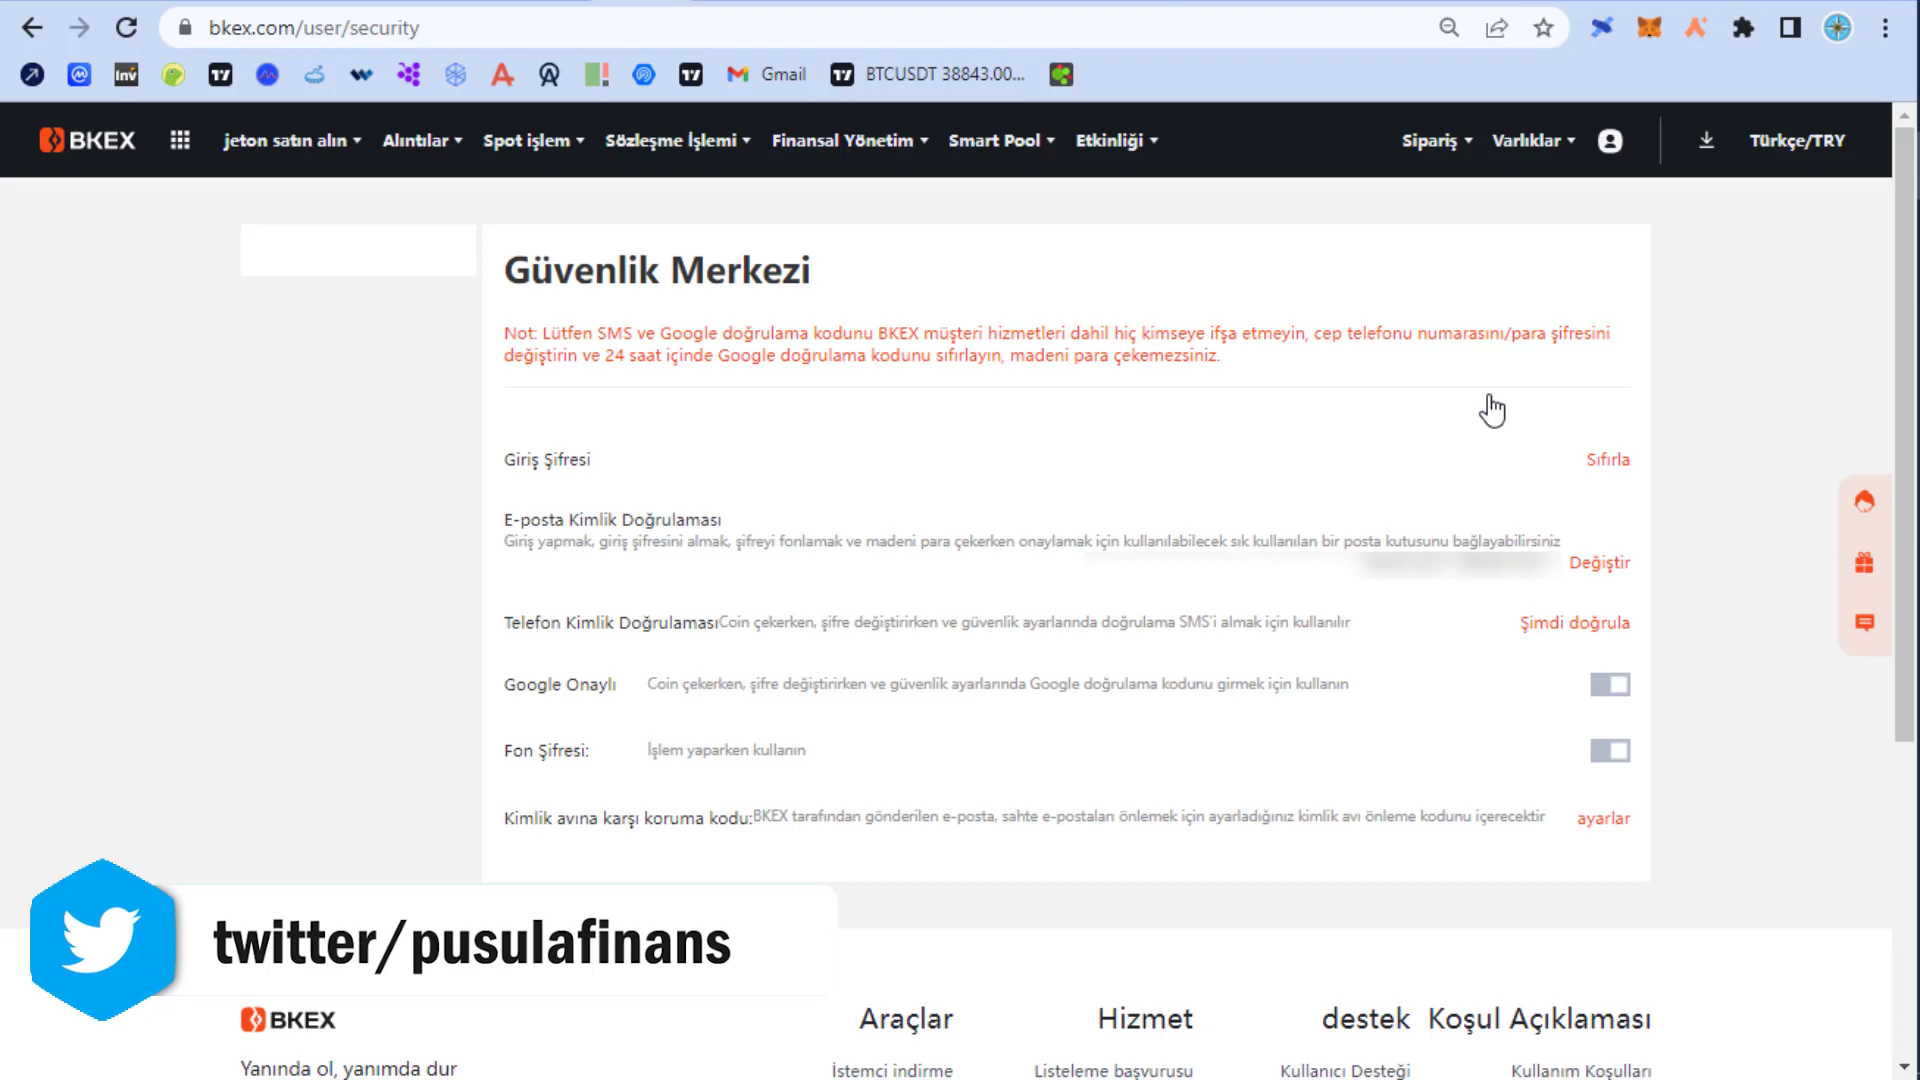 bkex.com/user/security
Gmail
BTCUSDT 38843.00...
BKEX
jeton satın alın
Alıntılar
Spot işlem
Sözleşme İşlemi
Finansal Yönetim
Smart Pool
Etkinliği
Sipariş
Varlıklar
Türkçe/TRY
Güvenlik Merkezi
Not: Lütfen SMS ve Google doğrulama kodunu BKEX müşteri hizmetleri dahil hiç kimseye ifşa etmeyin, cep telefonu numarasını/para şifresini
değiştirin ve 24 saat içinde Google doğrulama kodunu sıfırlayın, madeni para çekemezsiniz.
Giriş Şifresi
Sıfırla
E-posta Kimlik Doğrulaması
Giriş yapmak, giriş şifresini almak, şifreyi fonlamak ve madeni para çekerken onaylamak için kullanılabilecek sık kullanılan bir posta kutusunu bağlayabilirsiniz
Değiştir
Telefon Kimlik Doğrulaması Coin çekerken, şifre değiştirirken ve güvenlik ayarlarında doğrulama SMS'i almak için kullanılır
Şimdi doğrula
Google Onaylı
Coin çekerken, şifre değiştirirken ve güvenlik ayarlarında Google doğrulama kodunu girmek için kullanın
Fon Şifresi:
İşlem yaparken kullanın
Kimlik avına karşı koruma kodu: BKEX tarafından gönderilen e-posta, sahte e-postaları önlemek için ayarladığınız kimlik avı önleme kodunu içerecektir
ayarlar
twitter/pusulafinans
BKEX
Yanında ol, yanımda dur
Araçlar
Hizmet
destek
Koşul Açıklaması
İstemci indirme
Listeleme başvurusu
Kullanıcı Desteği
Kullanım Koşulları